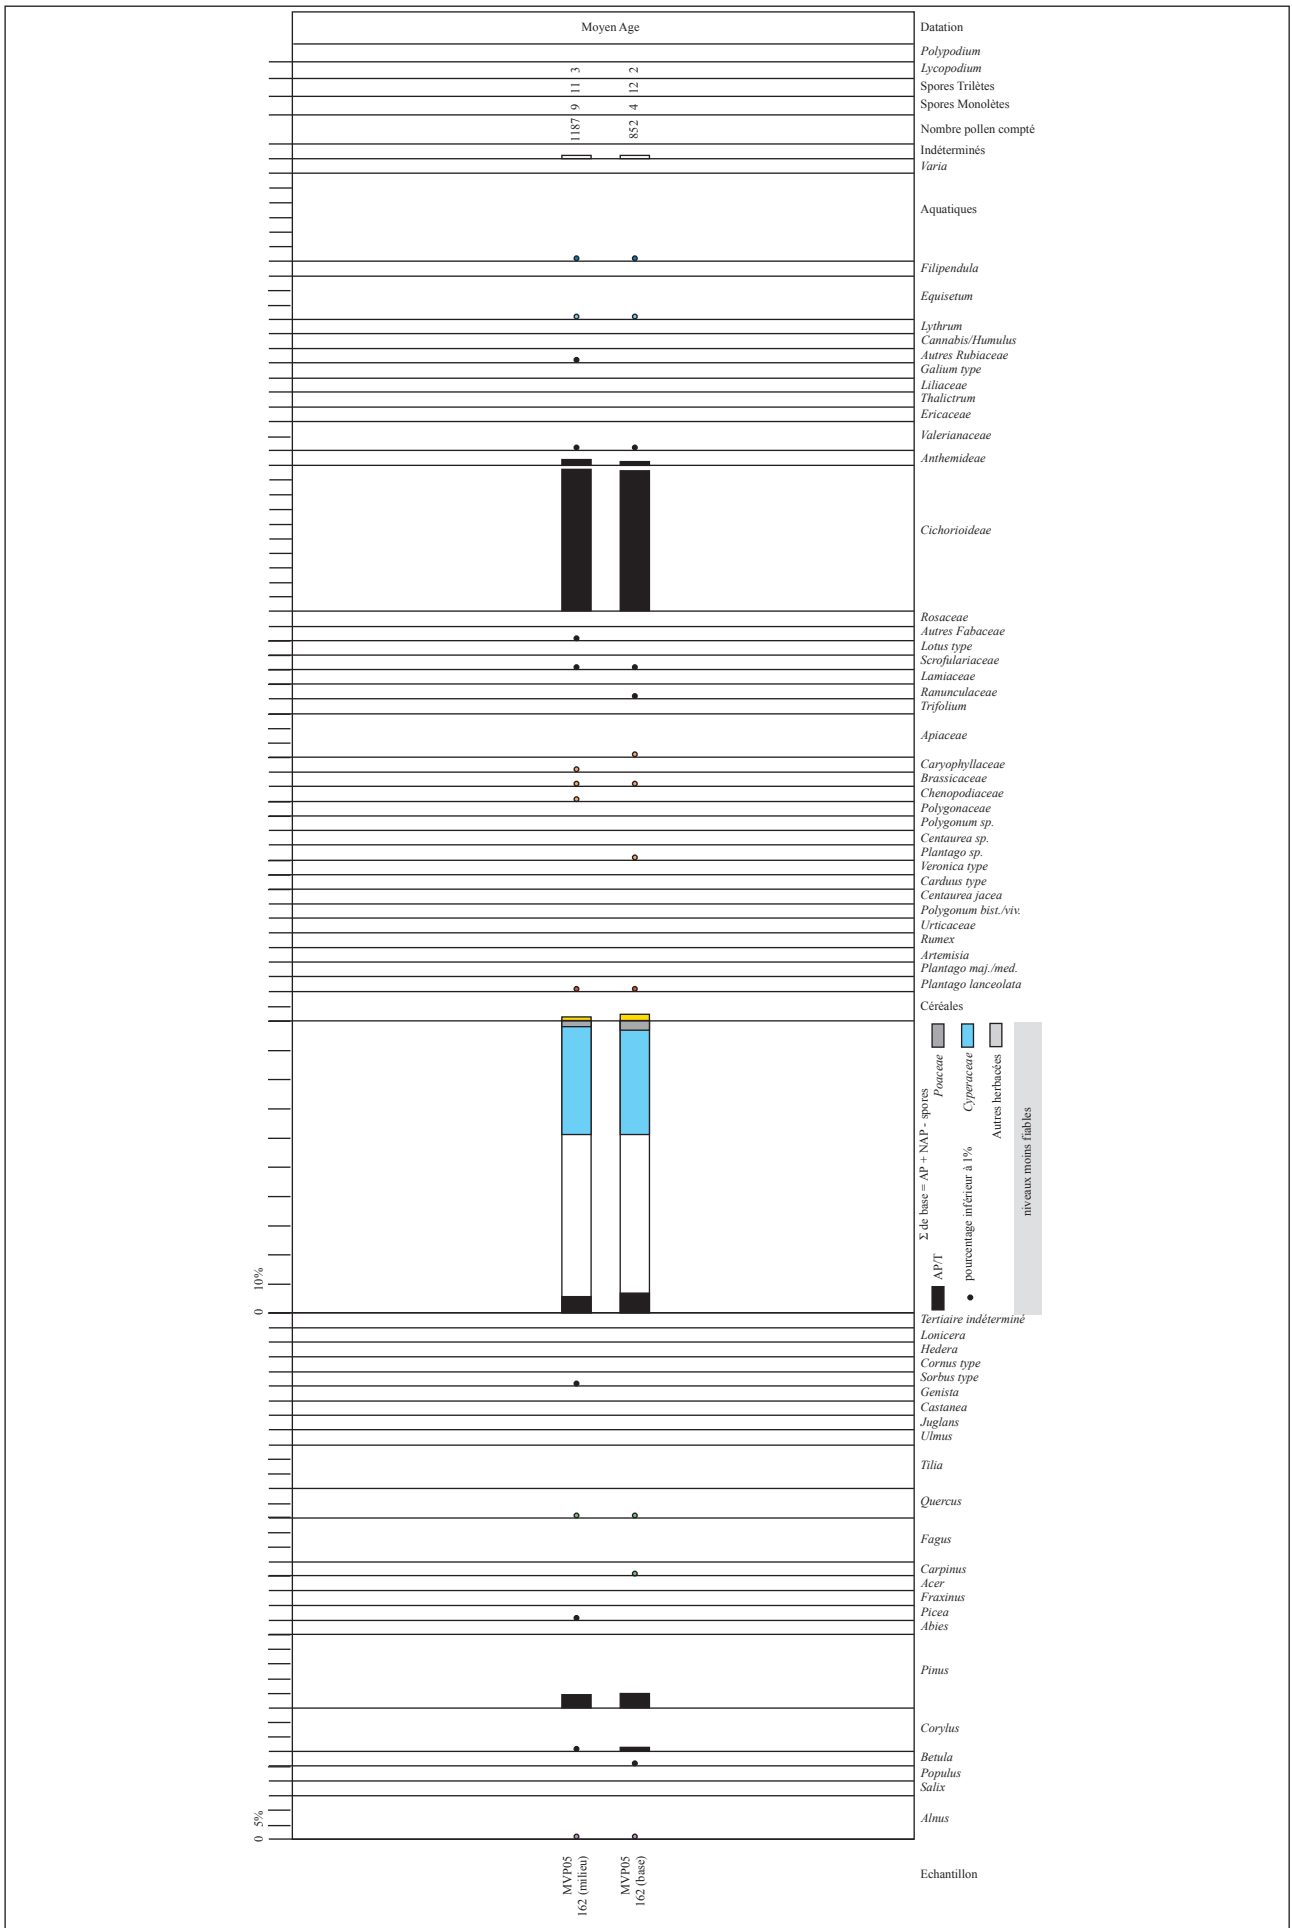 Moyen Age
Datation
Polypodium
3
2
Lycopodium
11
12
Spores Trilètes
9
4
Spores Monolètes
1187
852
Nombre pollen compté
Indéterminés
Varia
Aquatiques
Filipendula
Equisetum
Lythrum
Cannabis/Humulus
Autres Rubiaceae
Galium type
Liliaceae
Thalictrum
Ericaceae
Valerianaceae
Anthemideae
Cichorioideae
Rosaceae
Autres Fabaceae
Lotus type
Scrofulariaceae
Lamiaceae
Ranunculaceae
Trifolium
Apiaceae
Caryophyllaceae
Brassicaceae
Chenopodiaceae
Polygonaceae
Polygonum sp.
Centaurea sp.
Plantago sp.
Veronica type
Carduus type
Centaurea jacea
Polygonum bist./viv.
Urticaceae
Rumex
Artemisia
Plantago maj./med.
Plantago lanceolata
Céréales
Σ de base = AP + NAP - spores
AP/T
Poaceae
pourcentage inférieur à 1%
Cyperaceae
Autres herbacées
niveaux moins fiables
0 10%
Tertiaire indéterminé
Lonicera
Hedera
Cornus type
Sorbus type
Genista
Castanea
Juglans
Ulmus
Tilia
Quercus
Fagus
Carpinus
Acer
Fraxinus
Picea
Abies
Pinus
Corylus
Betula
Populus
Salix
Alnus
0 5%
MVP05
162 (milieu)
MVP05
162 (base)
Echantillon